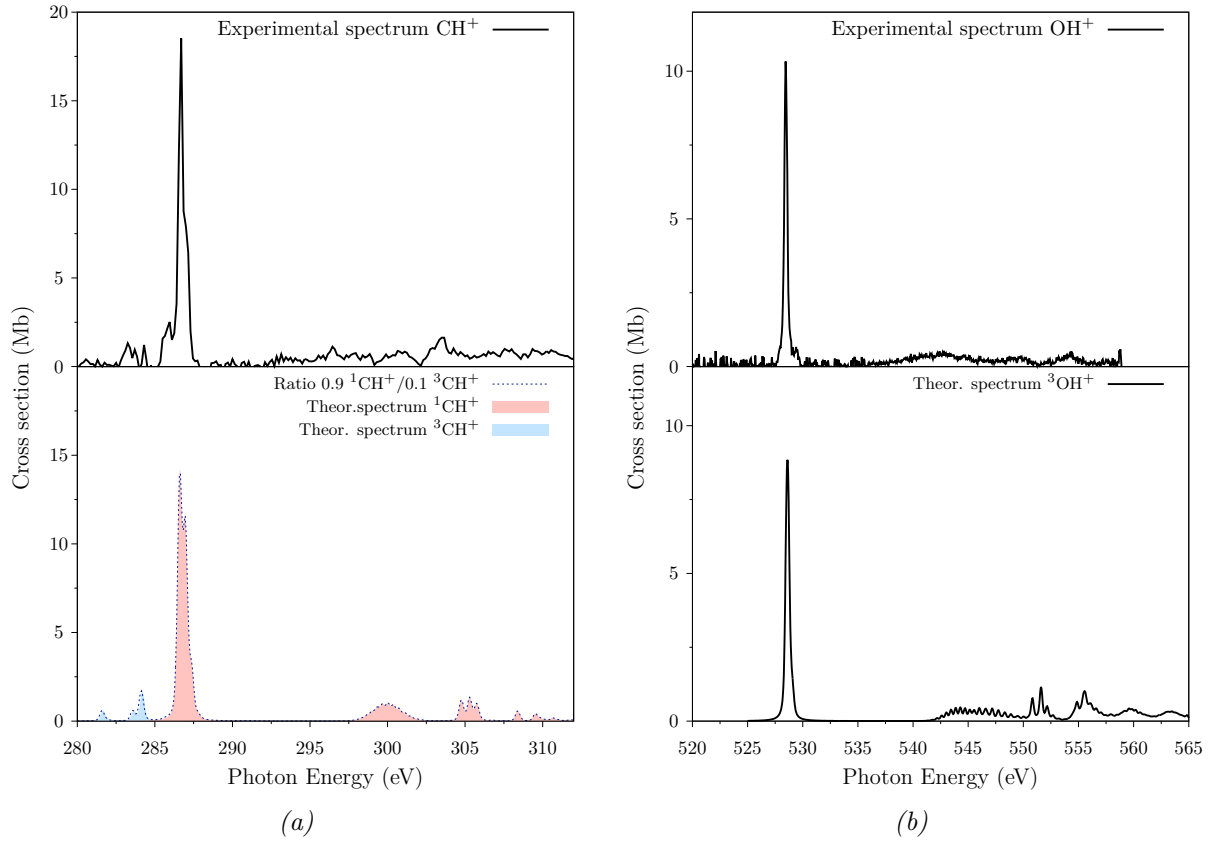 Experimental spectrum CH⁺
20
15
10
5
0
Ratio 0.9 ¹CH⁺/0.1 ³CH⁺
Theor.spectrum ¹CH⁺
Theor. spectrum ³CH⁺
15
10
5
0
280 285 290 295 300 305 310
Photon Energy (eV)
Cross section (Mb)
(a)
Experimental spectrum OH⁺
10
5
0
Theor. spectrum ³OH⁺
10
5
0
520 525 530 535 540 545 550 555 560 565
Photon Energy (eV)
Cross section (Mb)
(b)